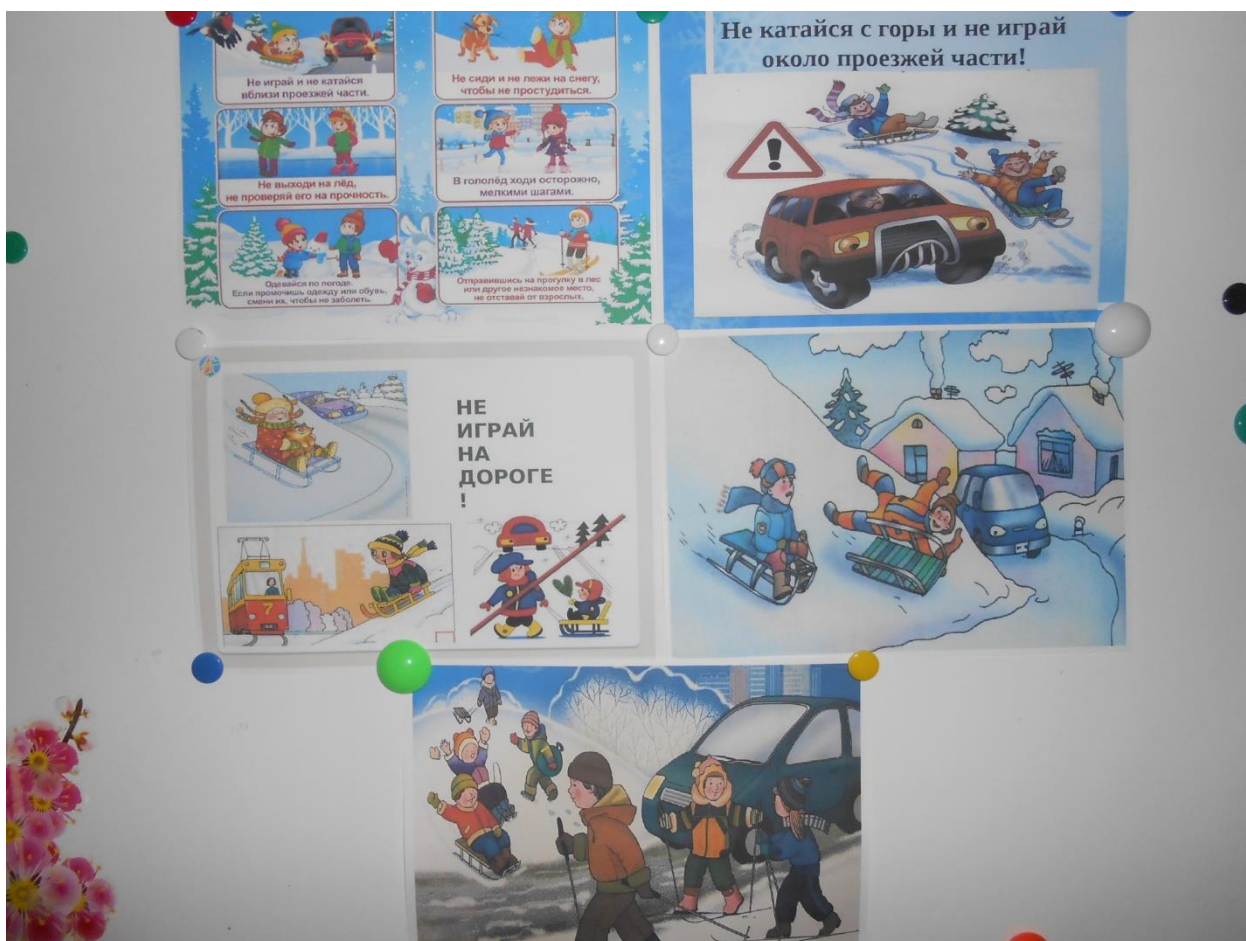 Не играй и не катайся
вблизи проезжей части.
Не сиди и не лежи на снегу,
чтобы не простудиться.
Не выходи на лёд,
не проверяй его на прочность.
В гололёд ходи осторожно,
мелкими шагами.
Одевайся по погоде.
Если промочишь одежду или обувь,
смени их, чтобы не заболеть.
Отправившись на прогулку в лес
или другое незнакомое место,
не отставай от взрослых.
Не катайся с горы и не играй
около проезжей части!
НЕ
ИГРАЙ
НА
ДОРОГЕ
!
7